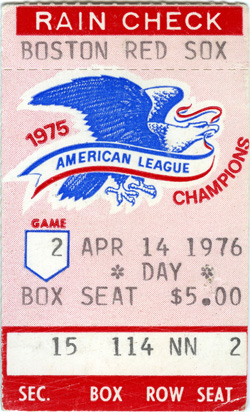 RAIN CHECK
BOSTON RED SOX
1975
AMERICAN LEAGUE
CHAMPIONS
GAME
2 APR 14 1976
* DAY *
BOX SEAT $5.00
15 114 NN 2
SEC. BOX ROW SEAT